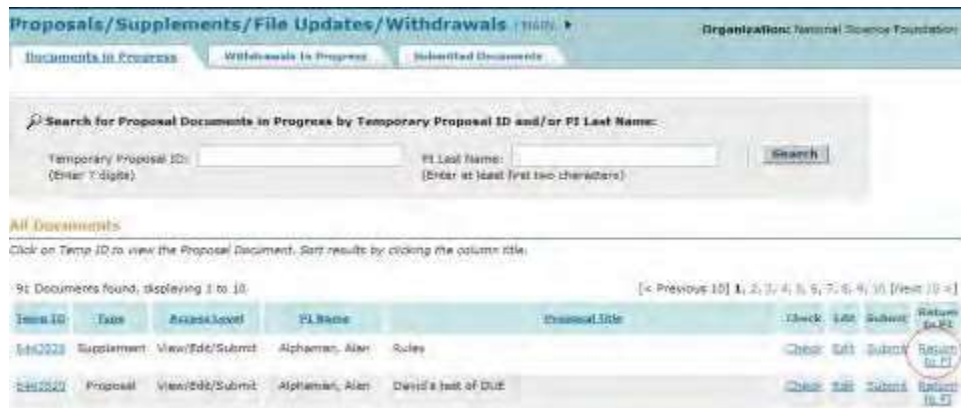 Proposals/Supplements/File Updates/Withdrawals MAIN
Organization: National Science Foundation
Documents in Progress
Withdrawals in Progress
Submitted Documents
Search for Proposal Documents in Progress by Temporary Proposal ID and/or PI Last Name:
Temporary Proposal ID:
(Enter 7 digits)
PI Last Name:
(Enter at least first two characters)
Search
All Documents
Click on Temp ID to view the Proposal Document. Sort results by clicking the column title.
91 Documents found, displaying 1 to 10
[< Previous 10] 1, 2, 3, 4, 5, 6, 7, 8, 9, 10 [Next 10 >]
Temp ID Type Access Level PI Name Proposal Title Check Edit Submit Return to PI
Supplement View/Edit/Submit Alphaman, Alan Rules Check Edit Submit Return to PI
Proposal View/Edit/Submit Alphaman, Alan David's test of DUE Check Edit Submit Return to PI